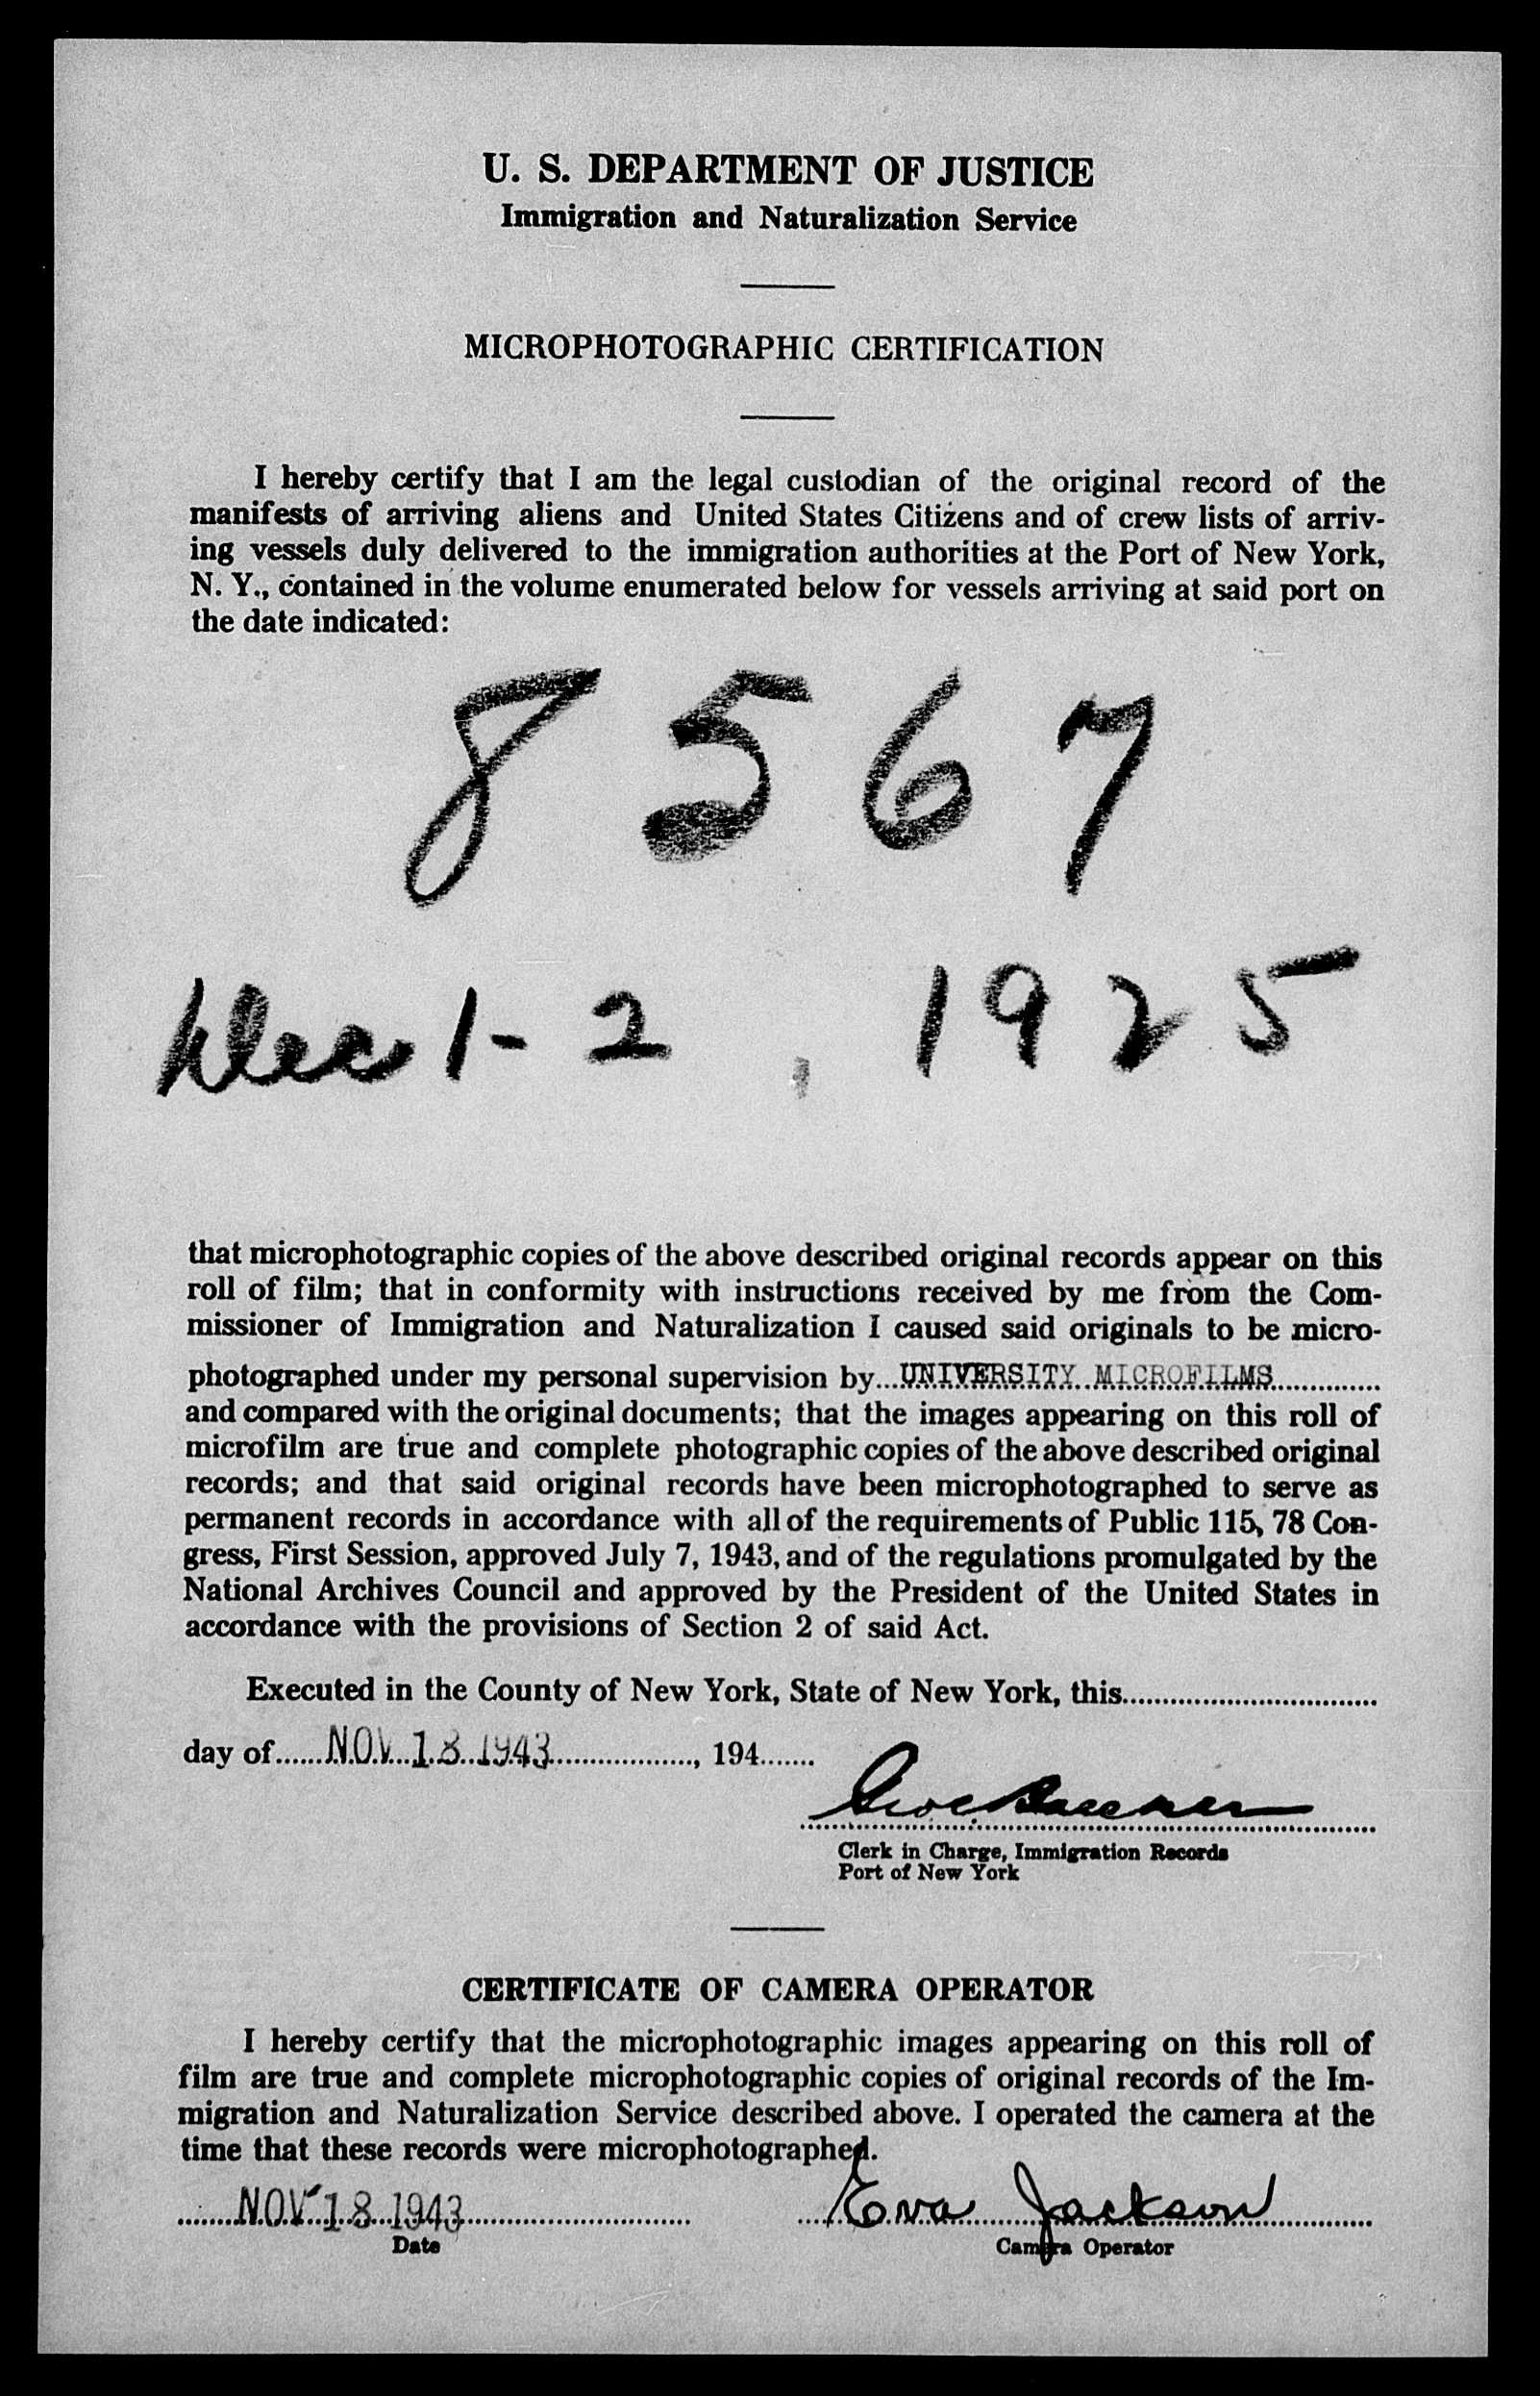 U. S. DEPARTMENT OF JUSTICE
Immigration and Naturalization Service
MICROPHOTOGRAPHIC CERTIFICATION
I hereby certify that I am the legal custodian of the original record of the
manifests of arriving aliens and United States Citizens and of crew lists of arriv-
ing vessels duly delivered to the immigration authorities at the Port of New York,
N. Y., contained in the volume enumerated below for vessels arriving at said port on
the date indicated:
8567
Dec 1-2, 1925
that microphotographic copies of the above described original records appear on this
roll of film; that in conformity with instructions received by me from the Com-
missioner of Immigration and Naturalization I caused said originals to be micro-
photographed under my personal supervision by...UNIVERSITY MICROFILMS..............
and compared with the original documents; that the images appearing on this roll of
microfilm are true and complete photographic copies of the above described original
records; and that said original records have been microphotographed to serve as
permanent records in accordance with all of the requirements of Public 115, 78 Con-
gress, First Session, approved July 7, 1943, and of the regulations promulgated by the
National Archives Council and approved by the President of the United States in
accordance with the provisions of Section 2 of said Act.
Executed in the County of New York, State of New York, this................................
day of......NOV 18 1943.................., 194.......
Clerk in Charge, Immigration Records
Port of New York
CERTIFICATE OF CAMERA OPERATOR
I hereby certify that the microphotographic images appearing on this roll of
film are true and complete microphotographic copies of original records of the Im-
migration and Naturalization Service described above. I operated the camera at the
time that these records were microphotographed.
NOV 18 1943 Eva Jackson
Date Camera Operator